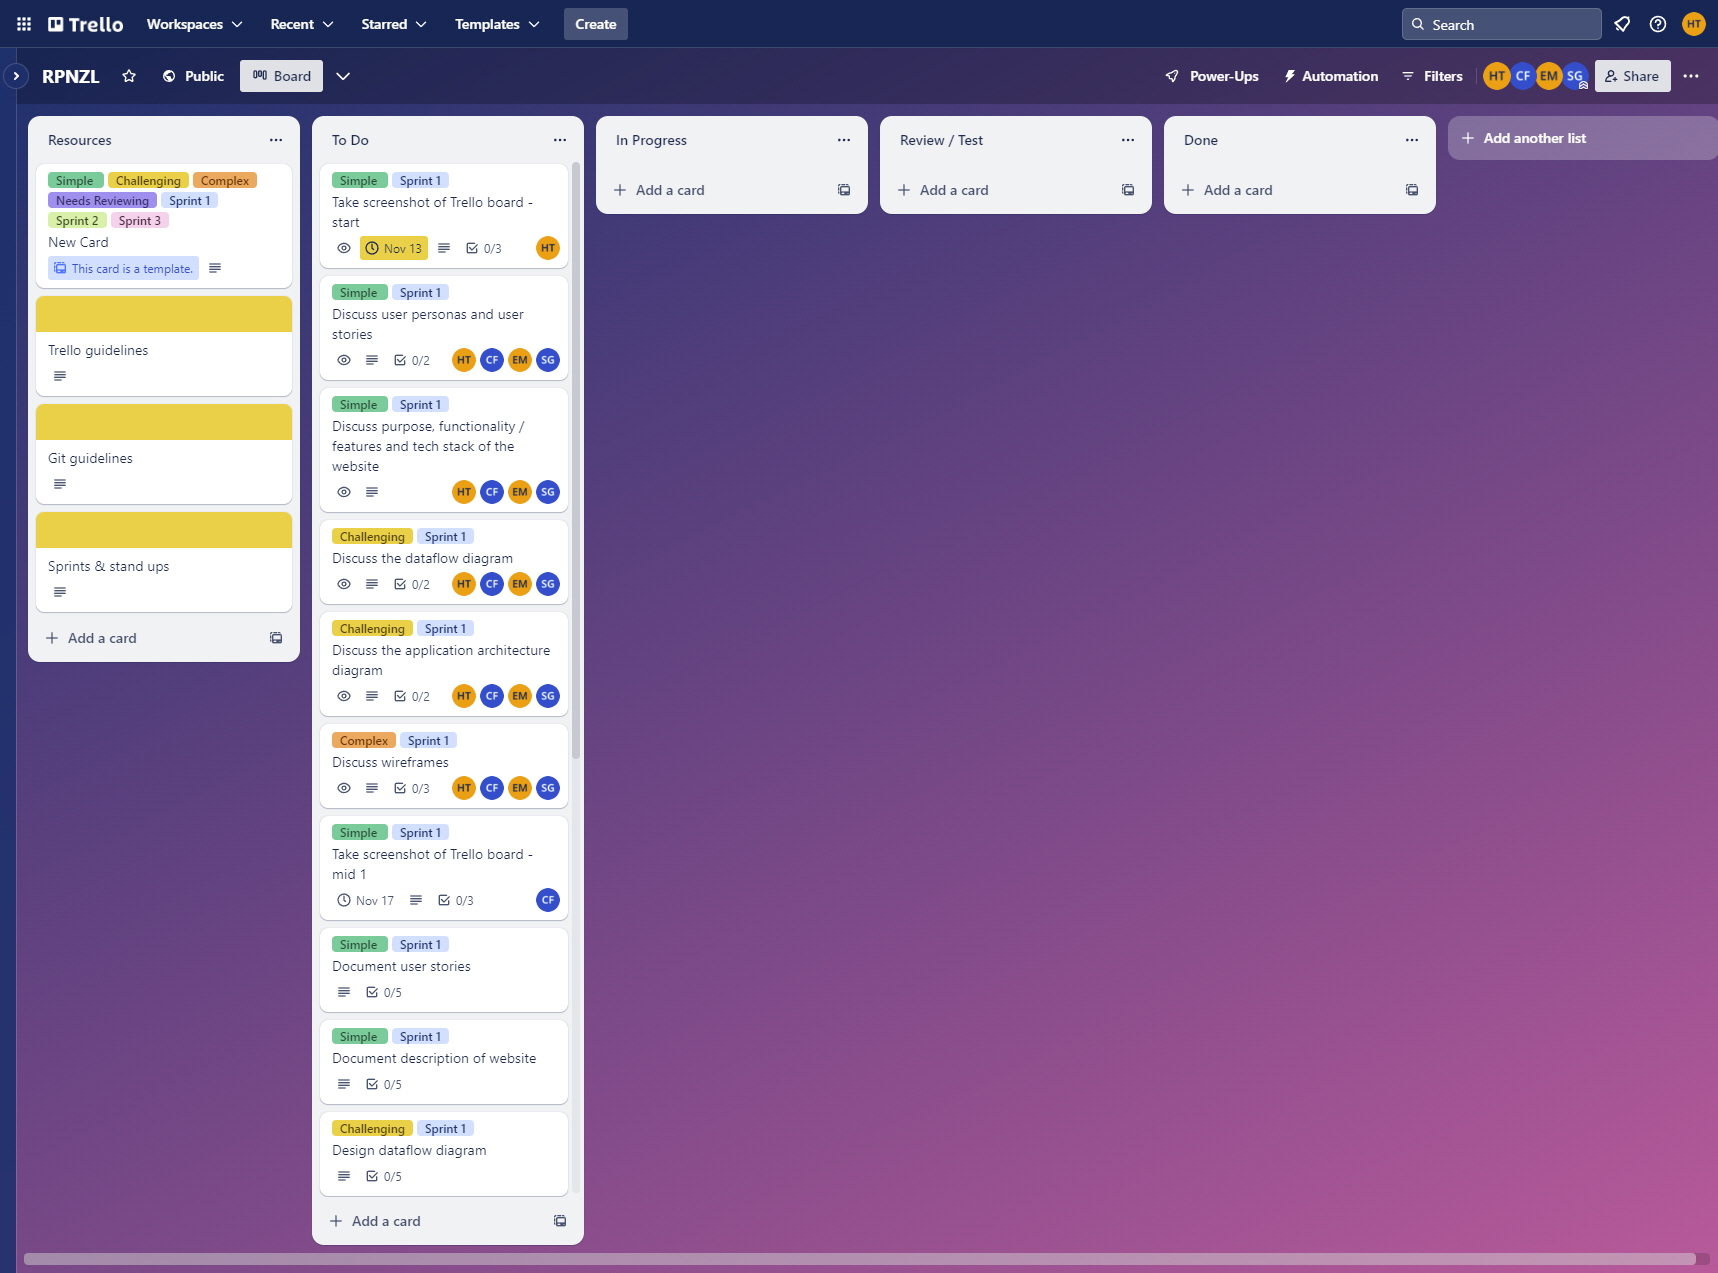 Trello
Workspaces
Recent
Starred
Templates
Create
Search
HT
RPNZL
Public
Board
Power-Ups
Automation
Filters
HT CF EM SG
Share
Resources
Simple Challenging Complex
Needs Reviewing Sprint 1
Sprint 2 Sprint 3
New Card
This card is a template.
Trello guidelines
Git guidelines
Sprints & stand ups
Add a card
To Do
Simple Sprint 1
Take screenshot of Trello board -
start
Nov 13 0/3 HT
Simple Sprint 1
Discuss user personas and user
stories
0/2 HT CF EM SG
Simple Sprint 1
Discuss purpose, functionality /
features and tech stack of the
website
HT CF EM SG
Challenging Sprint 1
Discuss the dataflow diagram
0/2 HT CF EM SG
Challenging Sprint 1
Discuss the application architecture
diagram
0/2 HT CF EM SG
Complex Sprint 1
Discuss wireframes
0/3 HT CF EM SG
Simple Sprint 1
Take screenshot of Trello board -
mid 1
Nov 17 0/3 CF
Simple Sprint 1
Document user stories
0/5
Simple Sprint 1
Document description of website
0/5
Challenging Sprint 1
Design dataflow diagram
0/5
Add a card
In Progress
Add a card
Review / Test
Add a card
Done
Add a card
Add another list